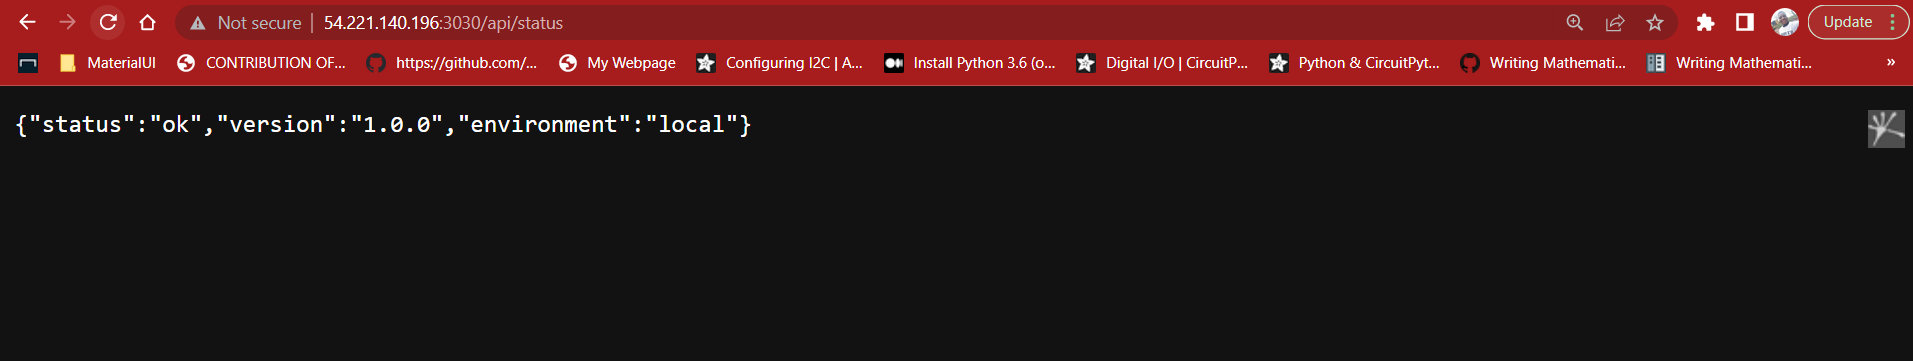 Not secure 54.221.140.196:3030/api/status Update
MaterialUI CONTRIBUTION OF... https://github.com/... My Webpage Configuring I2C | A... Install Python 3.6 (o... Digital I/O | CircuitP... Python & CircuitPyt... Writing Mathemati... Writing Mathemati... »
{"status":"ok","version":"1.0.0","environment":"local"}